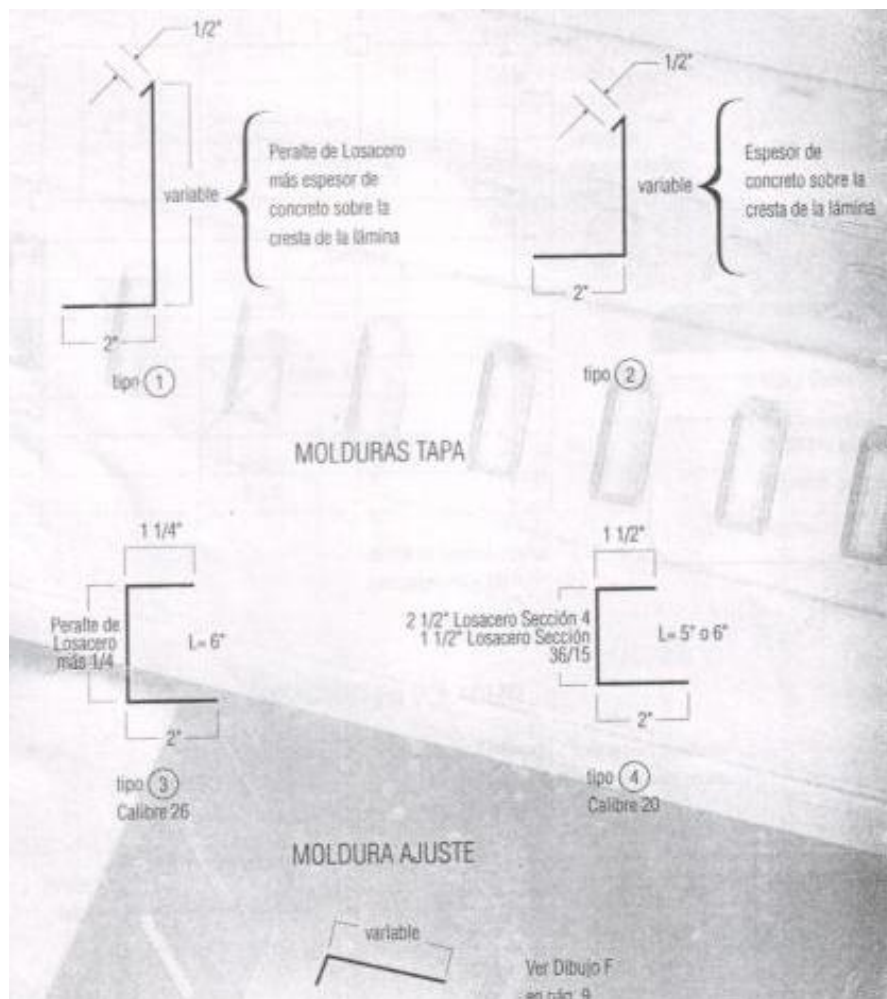 1/2"
variable
Peralte de Losacero
más espesor de
concreto sobre la
cresta de la lámina
2"
tipo 1
1/2"
variable
Espesor de
concreto sobre la
cresta de la lámina
2"
tipo 2
MOLDURAS TAPA
1 1/4"
Peralte de
Losacero
más 1/4
L= 6"
2"
tipo 3
Calibre 26
1 1/2"
2 1/2" Losacero Sección 4
1 1/2" Losacero Sección
36/15
L= 5" o 6"
2"
tipo 4
Calibre 20
MOLDURA AJUSTE
variable
Ver Dibujo F
en pág. 9